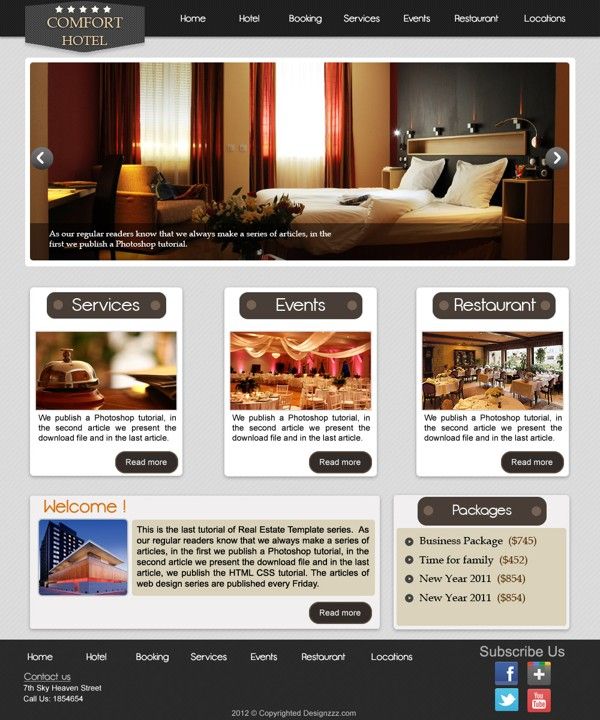 COMFORT
HOTEL
Home Hotel Booking Services Events Restaurant Locations
As our regular readers know that we always make a series of articles, in the
first we publish a Photoshop tutorial.
Services
We publish a Photoshop tutorial, in
the second article we present the
download file and in the last article.
Read more
Events
We publish a Photoshop tutorial, in
the second article we present the
download file and in the last article.
Read more
Restaurant
We publish a Photoshop tutorial, in
the second article we present the
download file and in the last article.
Read more
Welcome !
This is the last tutorial of Real Estate Template series. As
our regular readers know that we always make a series of
articles, in the first we publish a Photoshop tutorial, in the
second article we present the download file and in the last
article, we publish the HTML CSS tutorial. The articles of
web design series are published every Friday.
Read more
Packages
Business Package ($745)
Time for family ($452)
New Year 2011 ($854)
New Year 2011 ($854)
Home Hotel Booking Services Events Restaurant Locations
Contact us
7th Sky Heaven Street
Call Us: 1854654
Subscribe Us
f
+
You
Tube
2012 © Copyrighted Designzzz.com